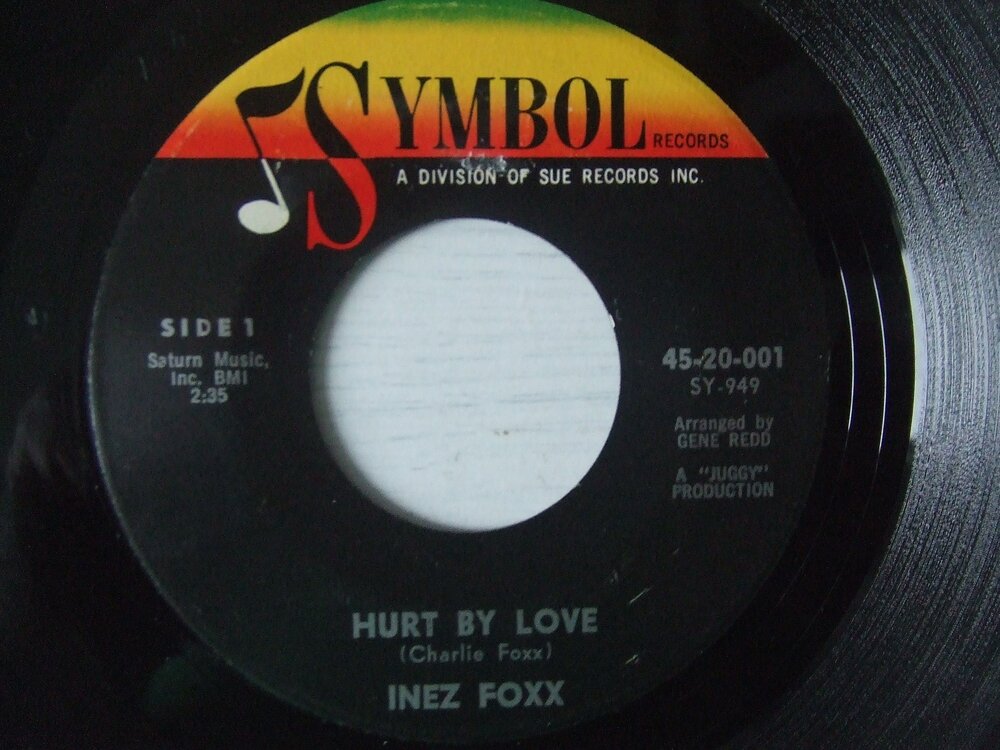 SYMBOL RECORDS
A DIVISION OF SUE RECORDS INC.
SIDE 1
Saturn Music,
Inc. BMI
2:35
45-20-001
SY-949
Arranged by
GENE REDD
A "JUGGY"
PRODUCTION
HURT BY LOVE
(Charlie Foxx)
INEZ FOXX